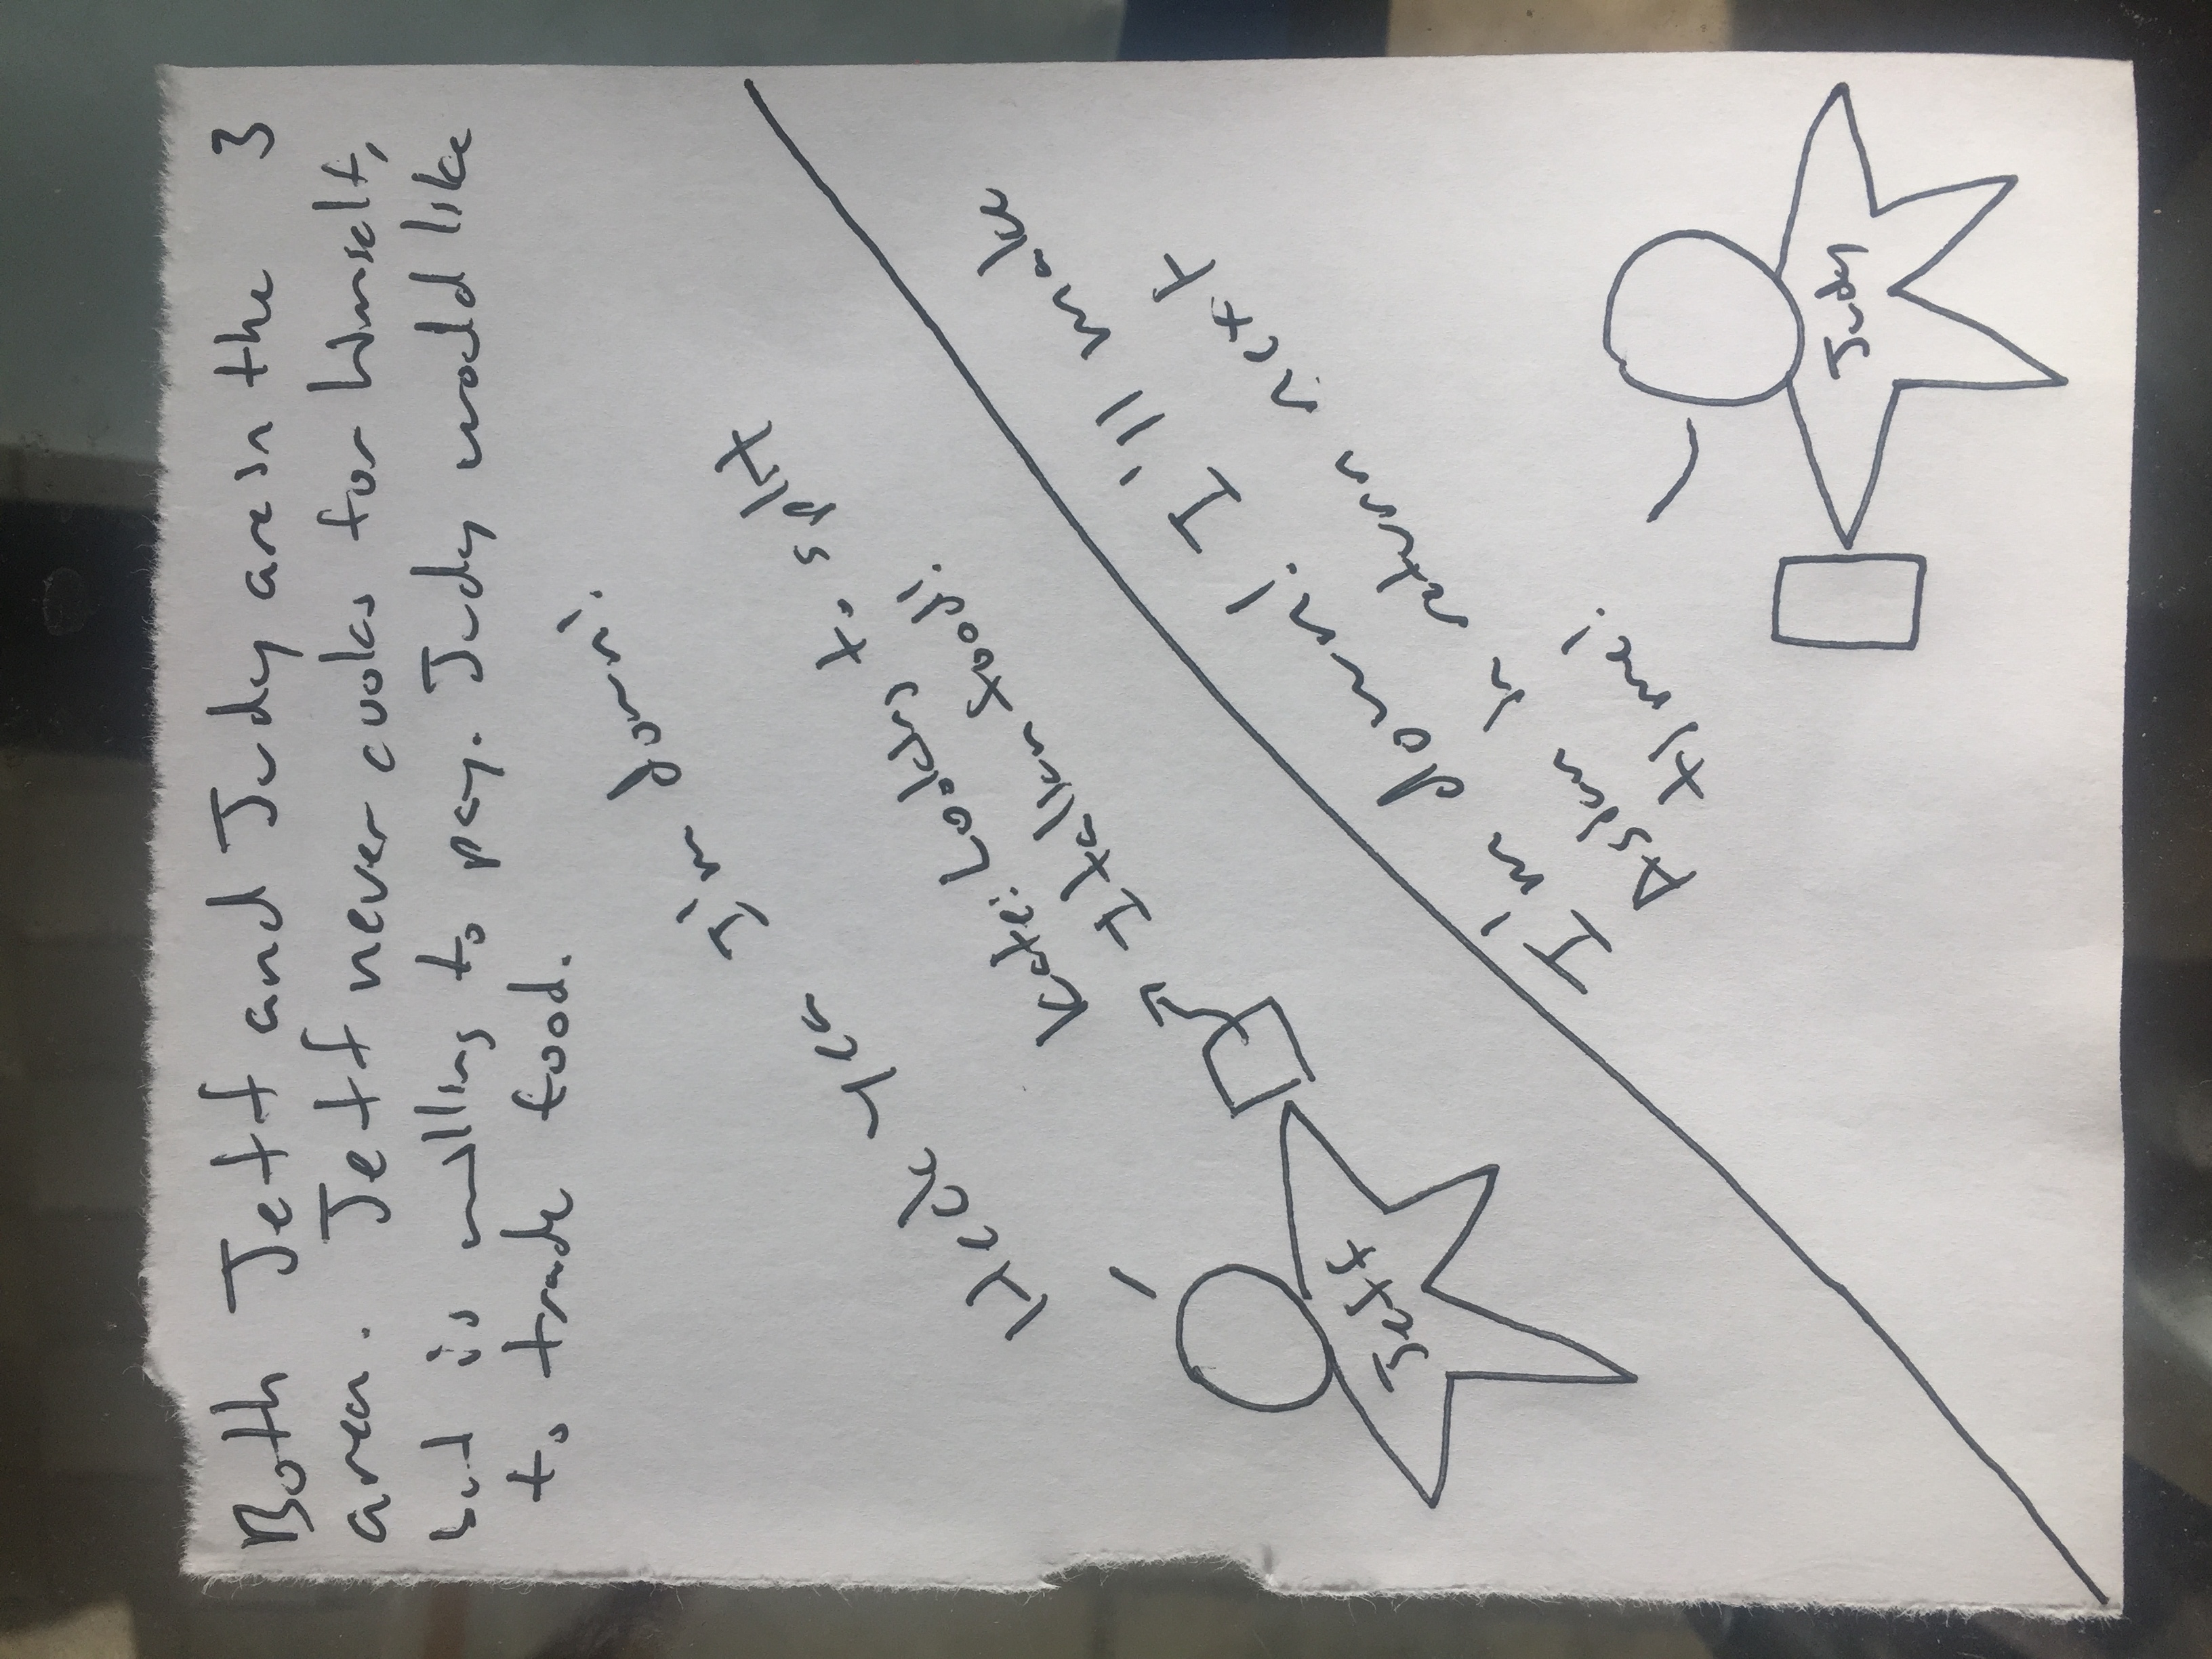 Both Jeff and Judy are in the 3
area. Jeff never cooks for himself,
but is willing to pay. Judy would like
to trade food.
Heck yea I'm down!
Kate: Looking to split
Italian food!
Jeff
I'm down! I'll make
Asian in return next
time!
Judy